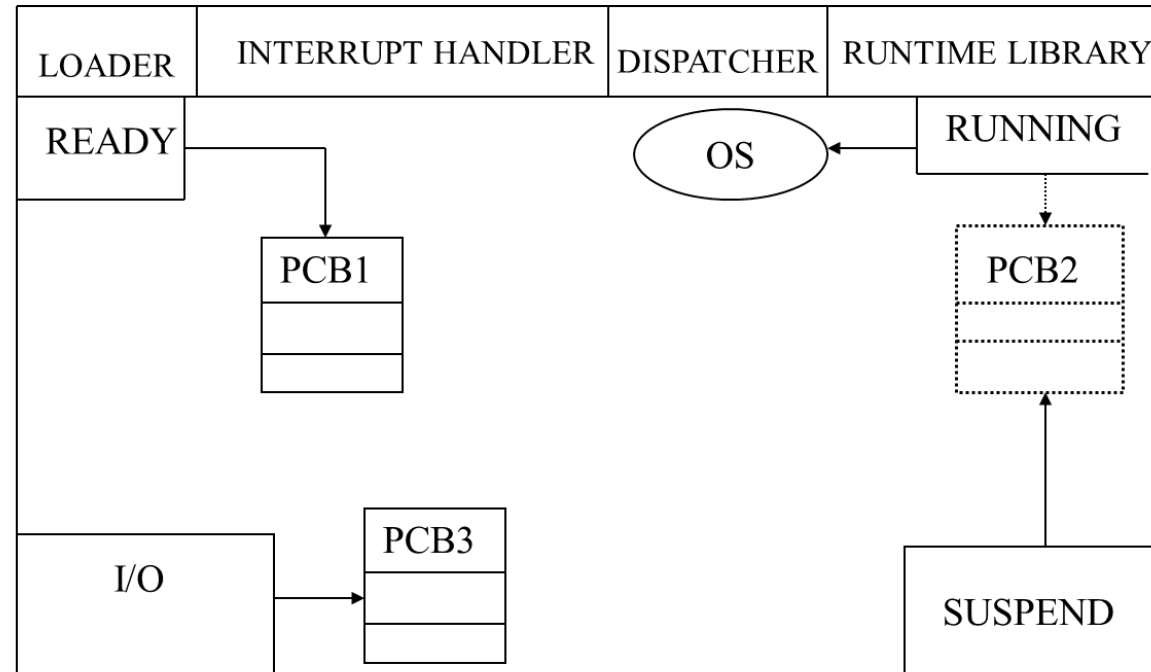 LOADER
INTERRUPT HANDLER
DISPATCHER
RUNTIME LIBRARY
READY
OS
RUNNING
PCB1
PCB2
PCB3
I/O
SUSPEND